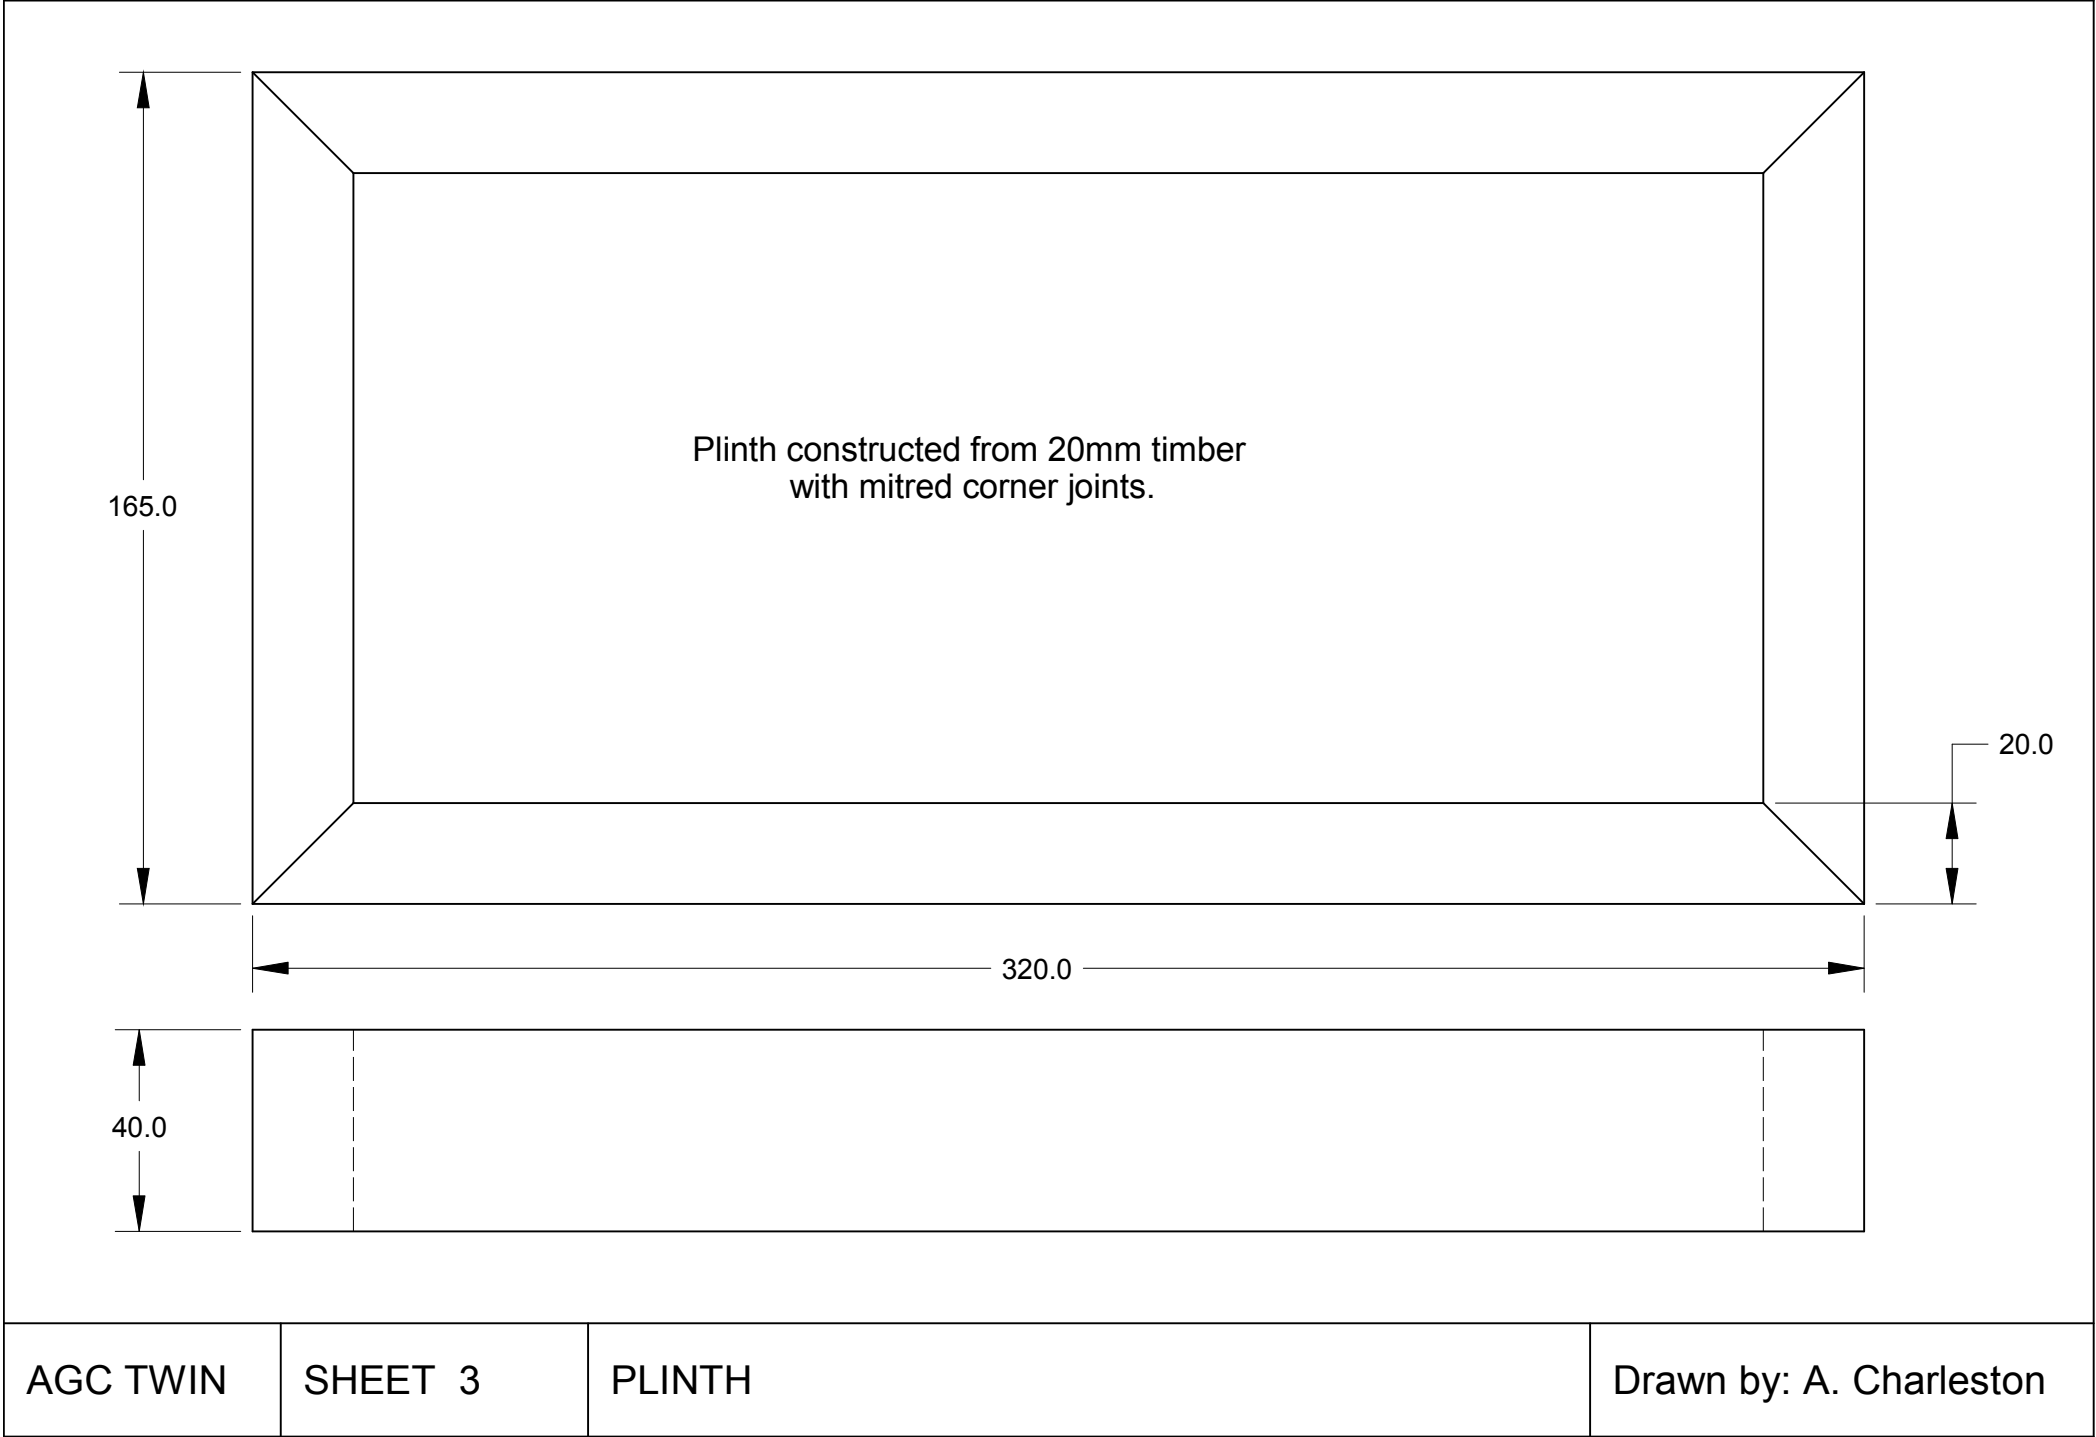 165.0
Plinth constructed from 20mm timber
with mitred corner joints.
20.0
320.0
40.0
AGC TWIN
SHEET 3
PLINTH
Drawn by: A. Charleston